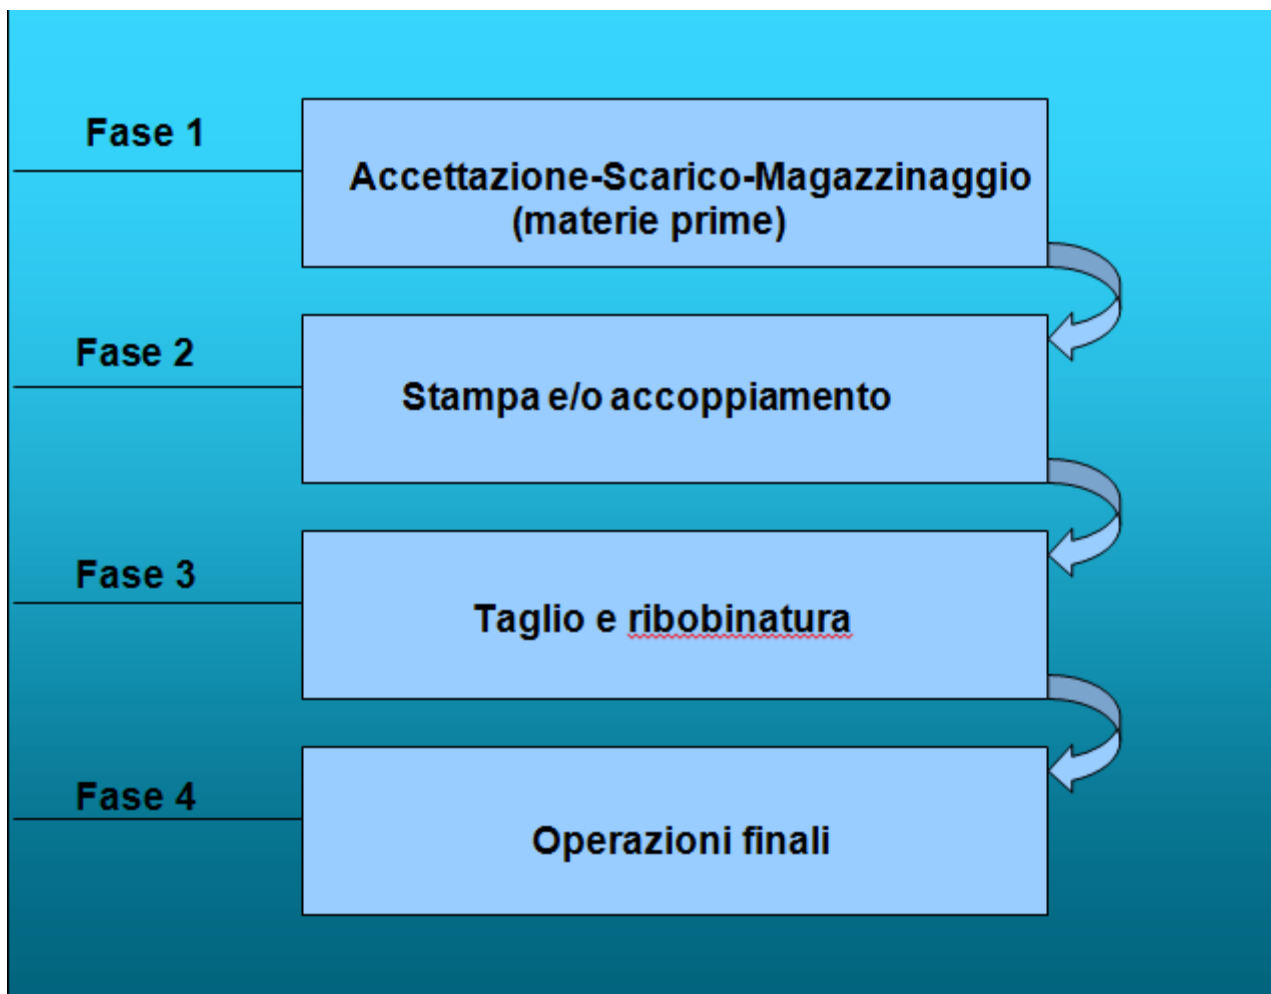 Fase 1
Accettazione-Scarico-Magazzinaggio
(materie prime)
Fase 2
Stampa e/o accoppiamento
Fase 3
Taglio e ribobinatura
Fase 4
Operazioni finali